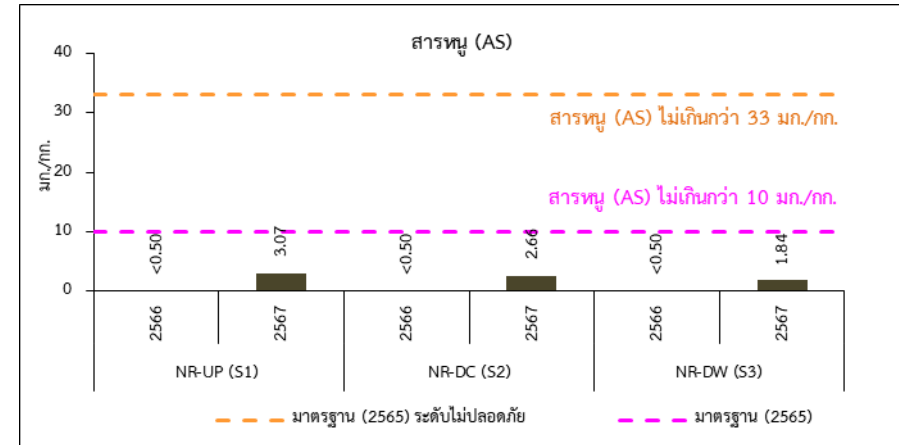 สารหนู (AS)
40
30
20
10
0
มก./กก.
สารหนู (AS) ไม่เกินกว่า 33 มก./กก.
สารหนู (AS) ไม่เกินกว่า 10 มก./กก.
<0.50
3.07
<0.50
2.66
<0.50
1.84
2566
2567
2566
2567
2566
2567
NR-UP (S1)
NR-DC (S2)
NR-DW (S3)
มาตรฐาน (2565) ระดับไม่ปลอดภัย
มาตรฐาน (2565)